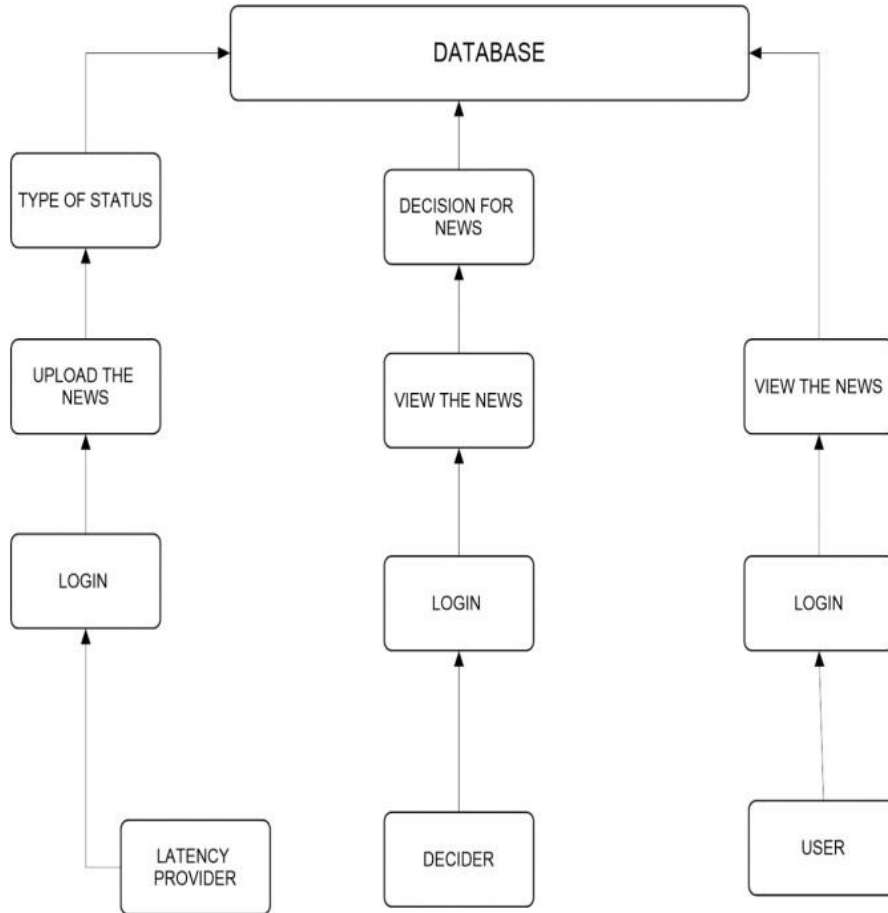 DATABASE
TYPE OF STATUS
DECISION FOR
NEWS
UPLOAD THE
NEWS
VIEW THE NEWS
VIEW THE NEWS
LOGIN
LOGIN
LOGIN
LATENCY
PROVIDER
DECIDER
USER